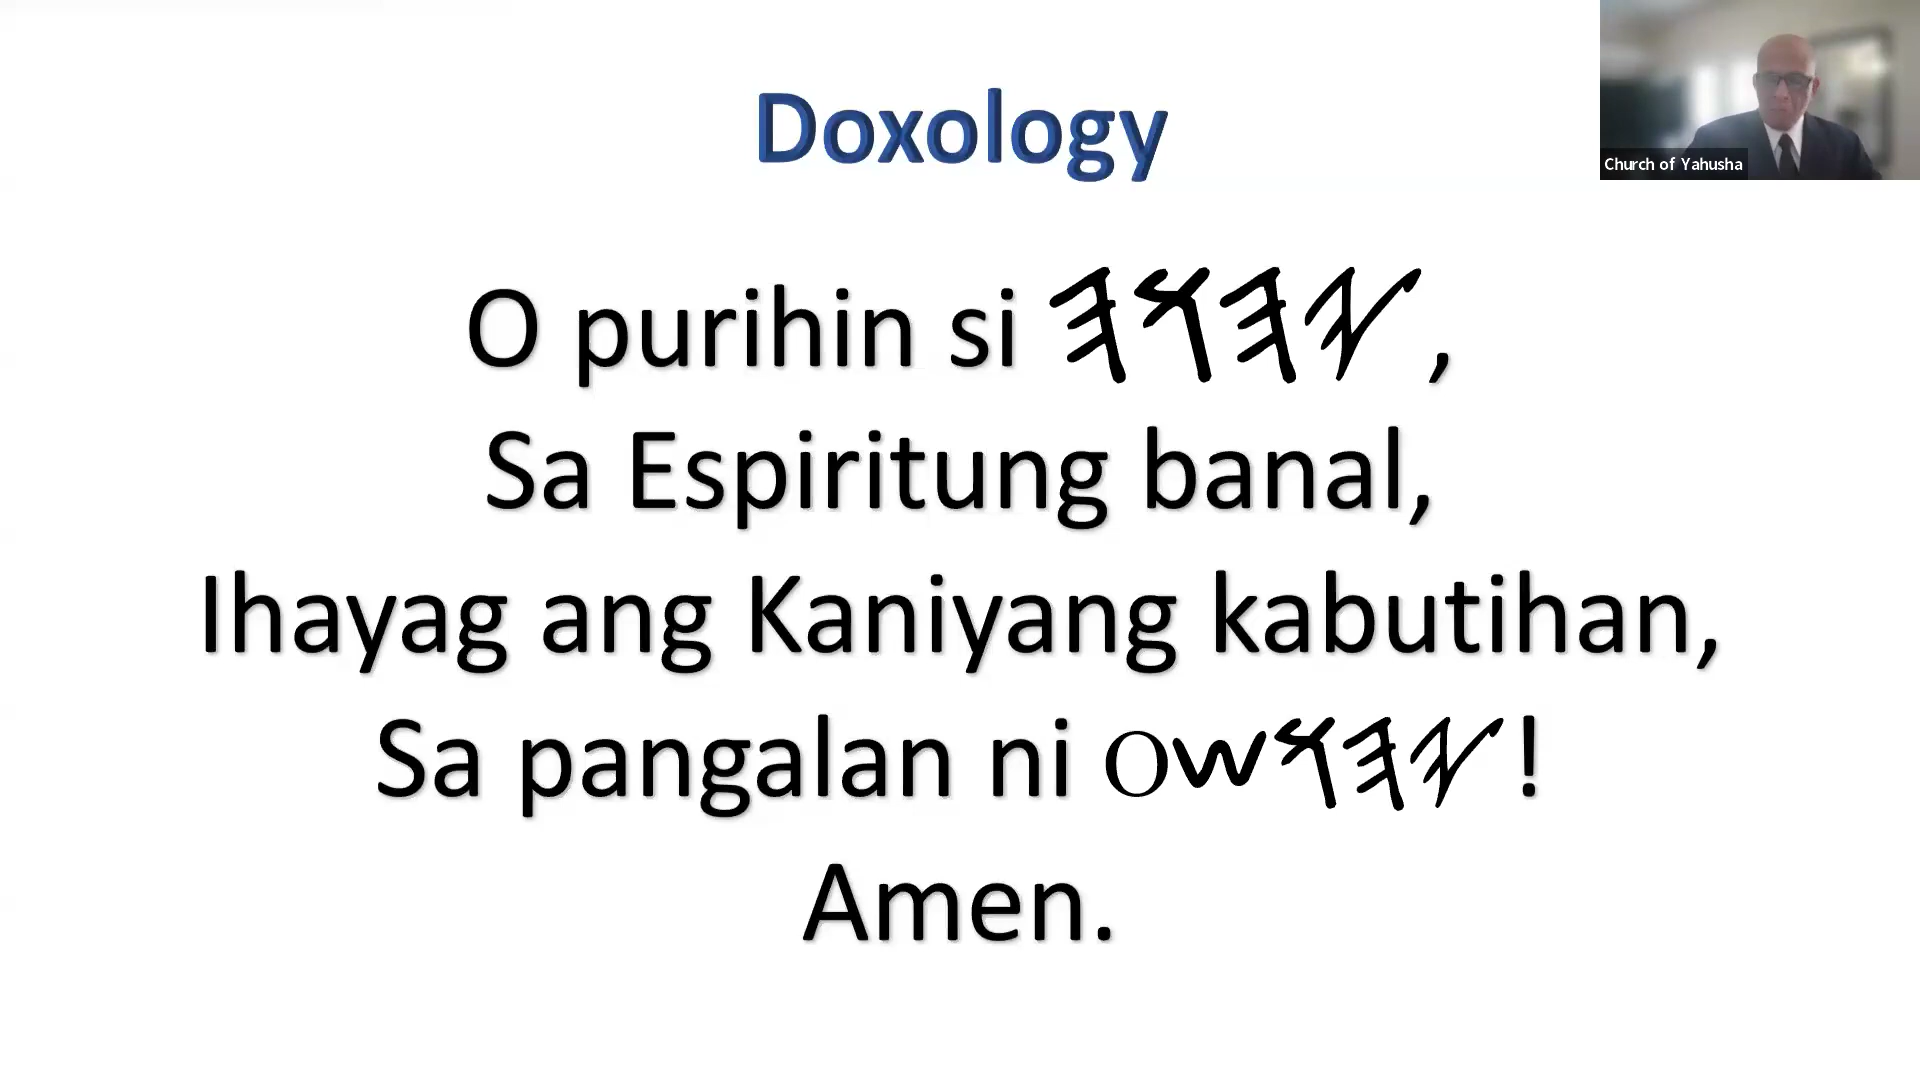 Doxology
Church of Yahusha
O purihin si 𐤉𐤄𐤅𐤄,
Sa Espiritung banal,
Ihayag ang Kaniyang kabutihan,
Sa pangalan ni 𐤉𐤄𐤅𐤔𐤏!
Amen.